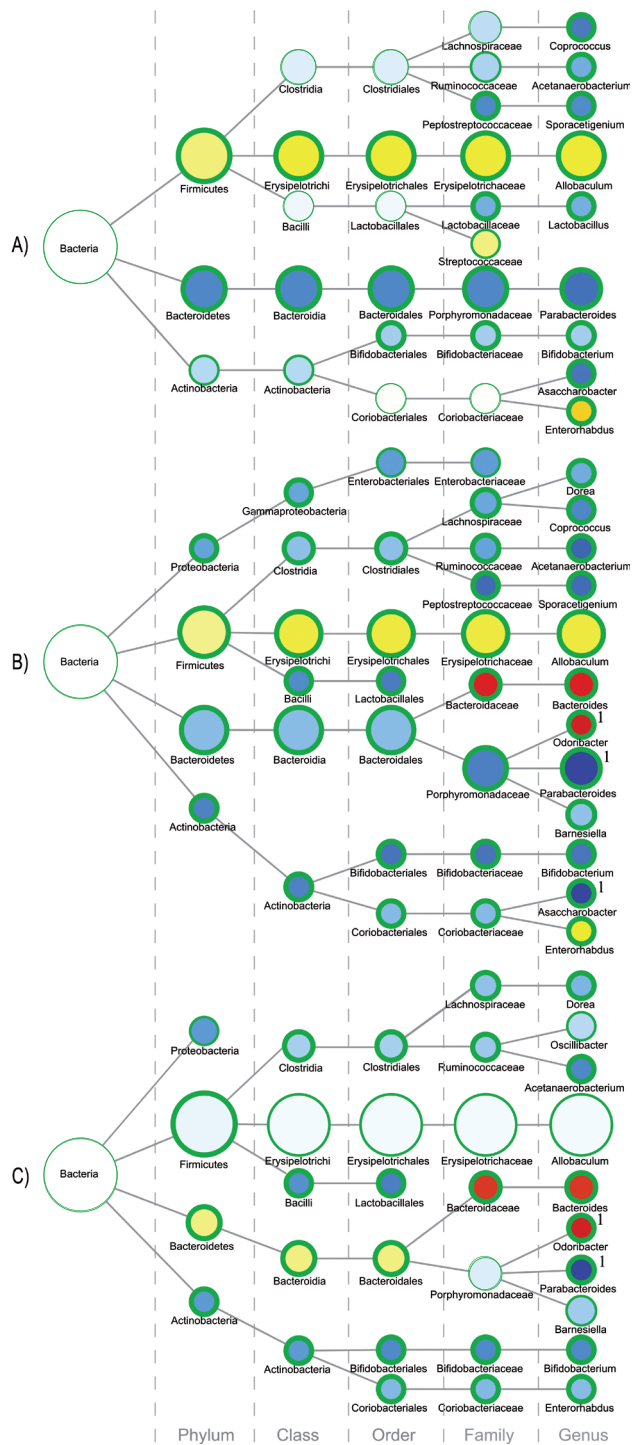 Lachnospiraceae Coprococcus
Clostridia Clostridiales Ruminococcaceae Acetanaerobacterium
Peptostreptococcaceae Sporacetigenium
Firmicutes Erysipelotrichi Erysipelotrichales Erysipelotrichaceae Allobaculum
Bacilli Lactobacillales Lactobacillaceae Lactobacillus
A) Bacteria
Streptococcaceae
Bacteroidetes Bacteroidia Bacteroidales Porphyromonadaceae Parabacteroides
Actinobacteria Actinobacteria Bifidobacteriales Bifidobacteriaceae Bifidobacterium
Asaccharobacter
Coriobacteriales Coriobacteriaceae
Enterorhabdus
Enterobacteriales Enterobacteriaceae
Dorea
Gammaproteobacteria
Lachnospiraceae
Coprococcus
Proteobacteria Clostridia Clostridiales Ruminococcaceae Acetanaerobacterium
Peptostreptococcaceae Sporacetigenium
Firmicutes Erysipelotrichi Erysipelotrichales Erysipelotrichaceae Allobaculum
B) Bacteria
Bacilli Lactobacillales
Bacteroidaceae Bacteroides
1
Odoribacter
Bacteroidetes Bacteroidia Bacteroidales
1
Porphyromonadaceae Parabacteroides
Actinobacteria
Barnesiella
Bifidobacteriales Bifidobacteriaceae Bifidobacterium
Actinobacteria
1
Asaccharobacter
Coriobacteriales Coriobacteriaceae
Enterorhabdus
Lachnospiraceae Dorea
Proteobacteria
Oscillibacter
Clostridia Clostridiales Ruminococcaceae
Acetanaerobacterium
Firmicutes Erysipelotrichi Erysipelotrichales Erysipelotrichaceae Allobaculum
C) Bacteria
Bacilli Lactobacillales
Bacteroidaceae Bacteroides
1
Odoribacter
Bacteroidetes
Bacteroidia Bacteroidales
1
Porphyromonadaceae Parabacteroides
Actinobacteria
Barnesiella
Actinobacteria Bifidobacteriales Bifidobacteriaceae Bifidobacterium
Coriobacteriales Coriobacteriaceae Enterorhabdus
Phylum Class Order Family Genus